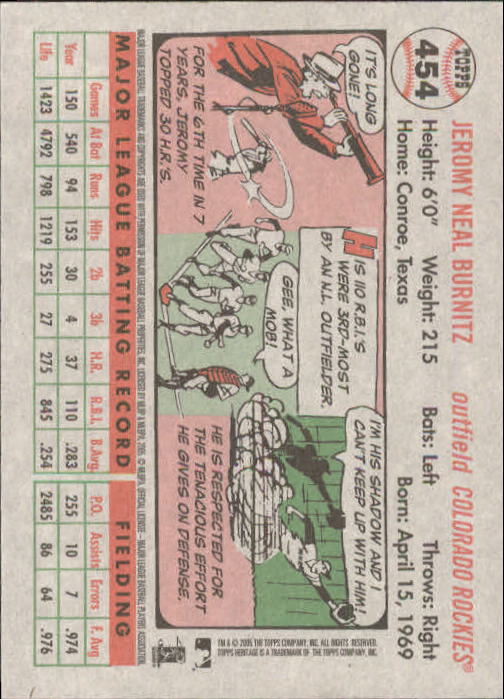 TOPPS
454
JEROMY NEAL BURNITZ outfield COLORADO ROCKIES
Height: 6'0" Weight: 215 Bats: Left Throws: Right
Home: Conroe, Texas Born: April 15, 1969
IT'S LONG
GONE!
FOR THE 6TH TIME IN 7
YEARS, JEROMY
TOPPED 30 H.R.'S.
HIS 110 R.B.I.'S
WERE 3RD-MOST
BY AN N.L. OUTFIELDER.
GEE, WHAT A
MOB!
I'M HIS SHADOW AND I
CAN'T KEEP UP WITH HIM!
HE IS RESPECTED FOR
THE TENACIOUS EFFORT
HE GIVES ON DEFENSE.
TM & © 2005 THE TOPPS COMPANY, INC. ALL RIGHTS RESERVED.
TOPPS HERITAGE IS A TRADEMARK OF THE TOPPS COMPANY, INC.
MAJOR LEAGUE BATTING RECORD FIELDING
Games At Bat Runs Hits 2b 3b H.R. R.B.I. B.Avg. P.O. Assists Errors F. Avg
Year 150 540 94 153 30 4 37 110 .283 255 10 7 .974
Life 1423 4792 798 1219 255 27 275 845 .254 2485 86 64 .976